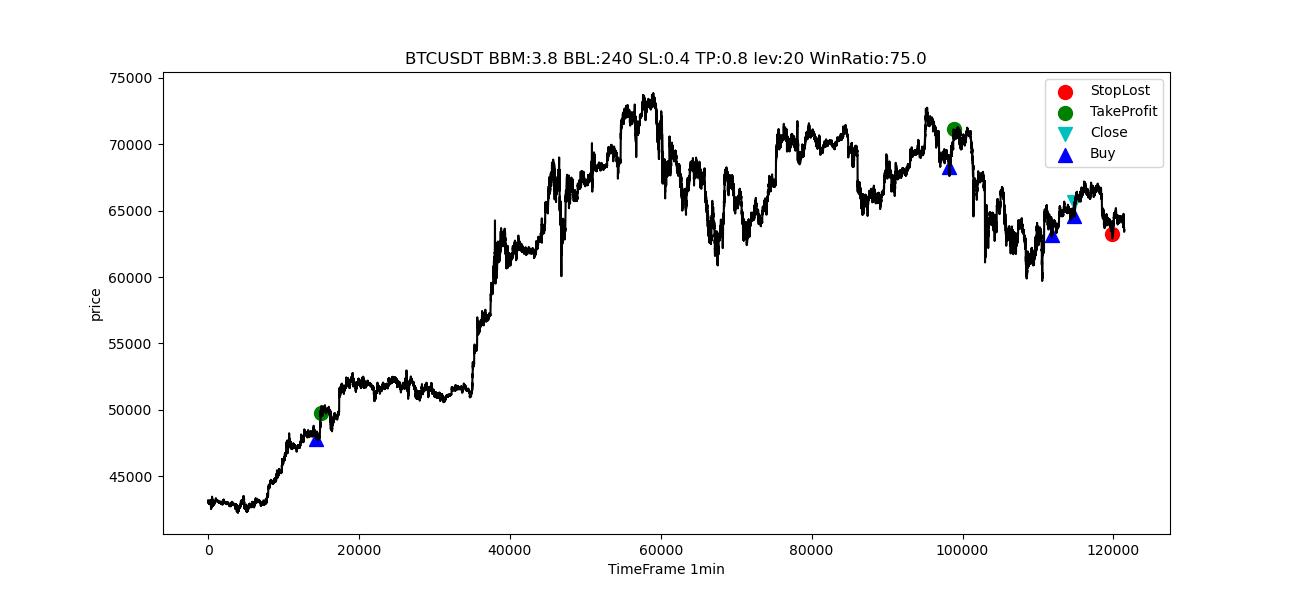 BTCUSDT BBM:3.8 BBL:240 SL:0.4 TP:0.8 lev:20 WinRatio:75.0
StopLost
TakeProfit
Close
Buy
75000
70000
65000
60000
55000
50000
45000
price
0 20000 40000 60000 80000 100000 120000
TimeFrame 1min